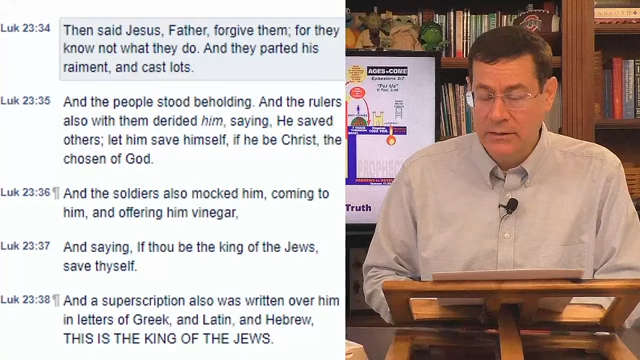 Luk 23:34 Then said Jesus, Father, forgive them; for they
know not what they do. And they parted his
raiment, and cast lots.
Luk 23:35 And the people stood beholding. And the rulers
also with them derided him, saying, He saved
others; let him save himself, if he be Christ, the
chosen of God.
Luk 23:36 ¶ And the soldiers also mocked him, coming to
him, and offering him vinegar,
Luk 23:37 And saying, If thou be the king of the Jews,
save thyself.
Luk 23:38 ¶ And a superscription also was written over him
in letters of Greek, and Latin, and Hebrew,
THIS IS THE KING OF THE JEWS.
AGES to COME
Ephesians 2:7
"For Us"
PROPHECY
Truth